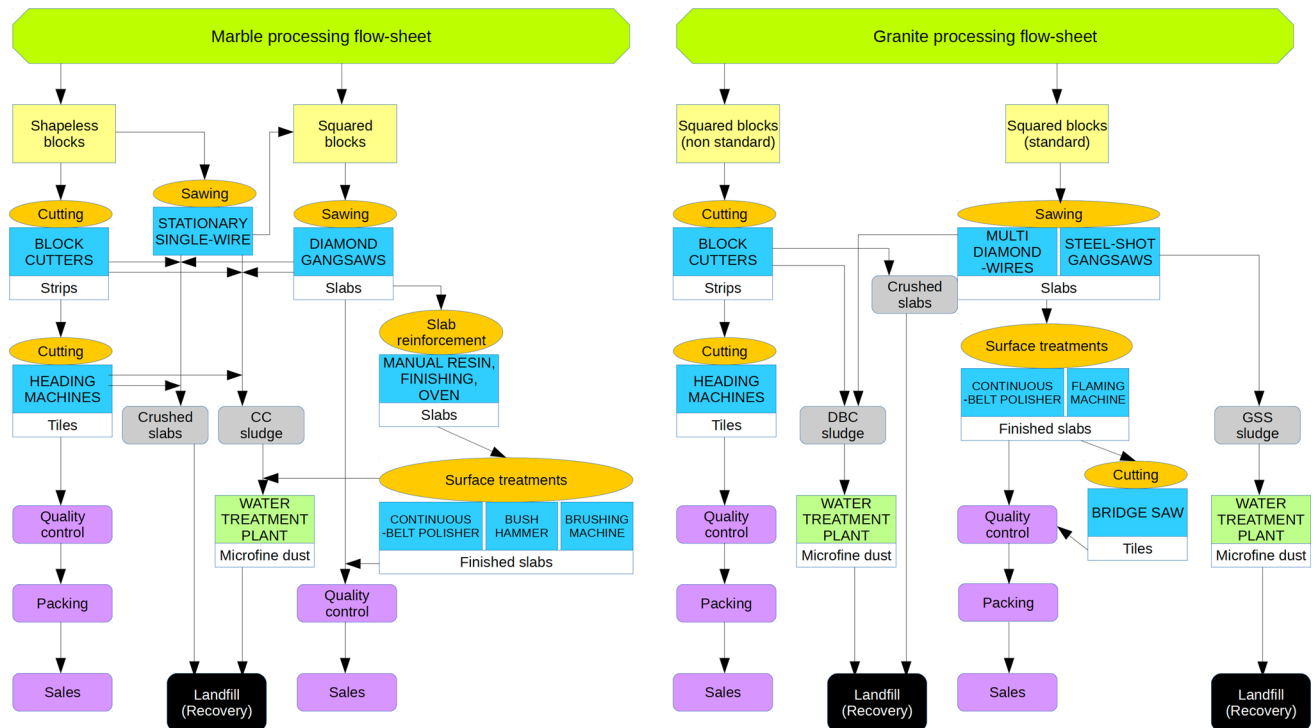 Marble processing flow-sheet
Shapeless
blocks
Squared
blocks
Sawing
STATIONARY
SINGLE-WIRE
Cutting
BLOCK
CUTTERS
Strips
Sawing
DIAMOND
GANGSAWS
Slabs
Slab
reinforcement
MANUAL RESIN,
FINISHING,
OVEN
Slabs
Cutting
HEADING
MACHINES
Tiles
Crushed
slabs
CC
sludge
Surface treatments
CONTINUOUS
-BELT POLISHER
BUSH
HAMMER
BRUSHING
MACHINE
Finished slabs
WATER
TREATMENT
PLANT
Microfine dust
Quality
control
Packing
Sales
Quality
control
Sales
Landfill
(Recovery)
Granite processing flow-sheet
Squared blocks
(non standard)
Squared blocks
(standard)
Cutting
BLOCK
CUTTERS
Strips
Sawing
MULTI
DIAMOND
-WIRES
STEEL-SHOT
GANGSAWS
Slabs
Crushed
slabs
Cutting
HEADING
MACHINES
Tiles
Surface treatments
CONTINUOUS
-BELT POLISHER
FLAMING
MACHINE
Finished slabs
DBC
sludge
GSS
sludge
Cutting
BRIDGE SAW
Tiles
WATER
TREATMENT
PLANT
Microfine dust
WATER
TREATMENT
PLANT
Microfine dust
Quality
control
Packing
Sales
Quality
control
Packing
Sales
Landfill
(Recovery)
Landfill
(Recovery)